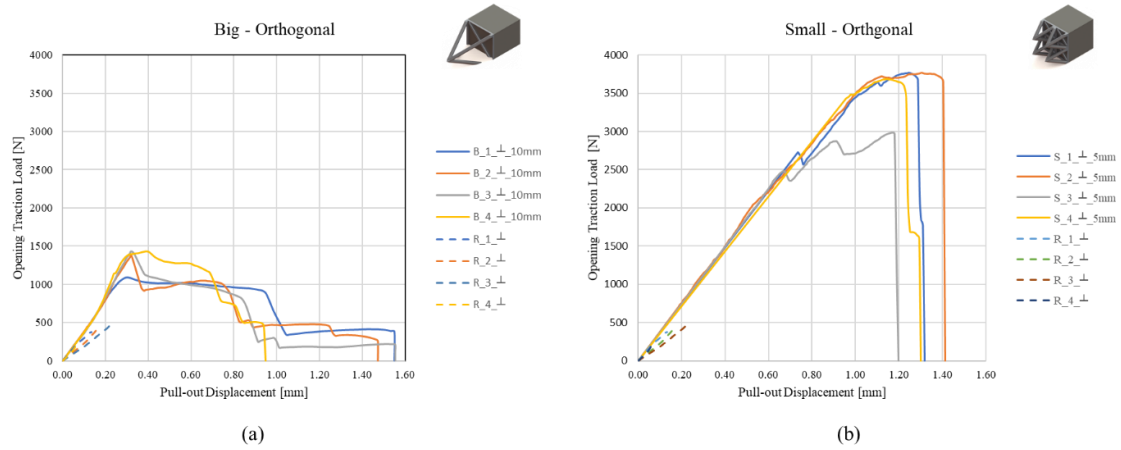 Big - Orthogonal
4000
3500
3000
2500
2000
1500
1000
500
0
Opening Traction Load [N]
0.00 0.20 0.40 0.60 0.80 1.00 1.20 1.40 1.60
Pull-out Displacement [mm]
B_1_⊥_10mm
B_2_⊥_10mm
B_3_⊥_10mm
B_4_⊥_10mm
R_1_⊥
R_2_⊥
R_3_⊥
R_4_⊥
(a)
Small - Orthgonal
4000
3500
3000
2500
2000
1500
1000
500
0
Opening Traction Load [N]
0.00 0.20 0.40 0.60 0.80 1.00 1.20 1.40 1.60
Pull-out Displacement [mm]
S_1_⊥_5mm
S_2_⊥_5mm
S_3_⊥_5mm
S_4_⊥_5mm
R_1_⊥
R_2_⊥
R_3_⊥
R_4_⊥
(b)